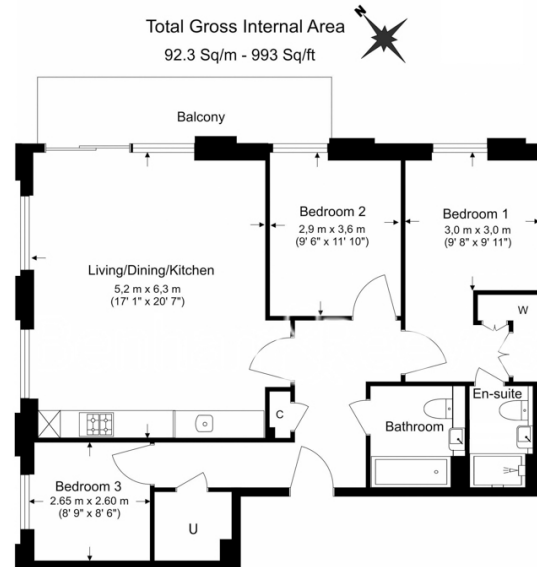 Total Gross Internal Area
92.3 Sq/m - 993 Sq/ft
N
Balcony
Bedroom 2
2,9 m x 3,6 m
(9' 6" x 11' 10")
Bedroom 1
3,0 m x 3,0 m
(9' 8" x 9' 11")
Living/Dining/Kitchen
5,2 m x 6,3 m
(17' 1" x 20' 7")
W
En-suite
C
Bathroom
Bedroom 3
2.65 m x 2.60 m
(8' 9" x 8' 6")
U